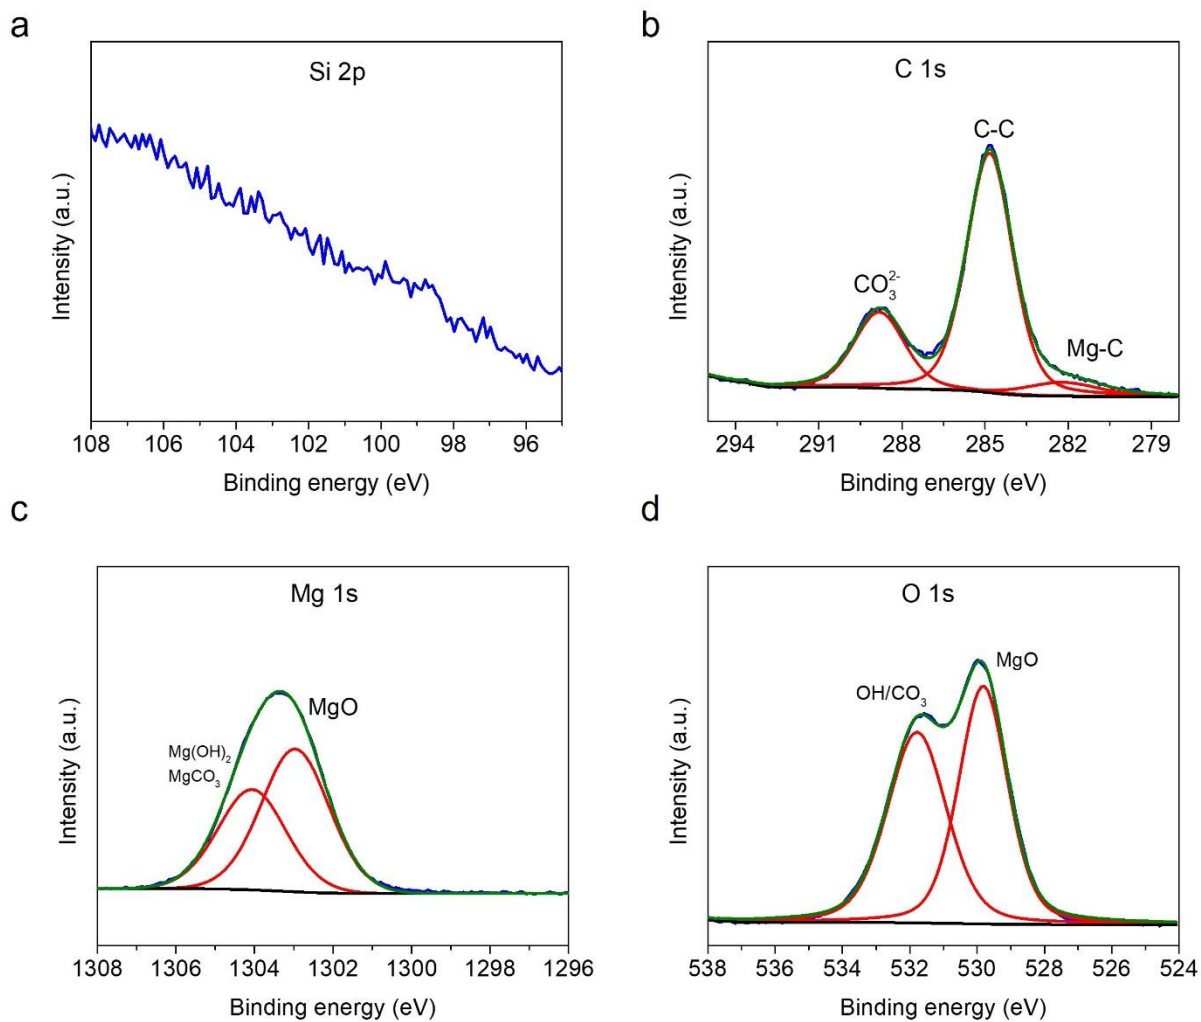 a
Si 2p
Intensity (a.u.)
108 106 104 102 100 98 96
Binding energy (eV)
b
C 1s
C-C
CO₃²⁻
Mg-C
Intensity (a.u.)
294 291 288 285 282 279
Binding energy (eV)
c
Mg 1s
MgO
Mg(OH)₂
MgCO₃
Intensity (a.u.)
1308 1306 1304 1302 1300 1298 1296
Binding energy (eV)
d
O 1s
MgO
OH/CO₃
Intensity (a.u.)
538 536 534 532 530 528 526 524
Binding energy (eV)